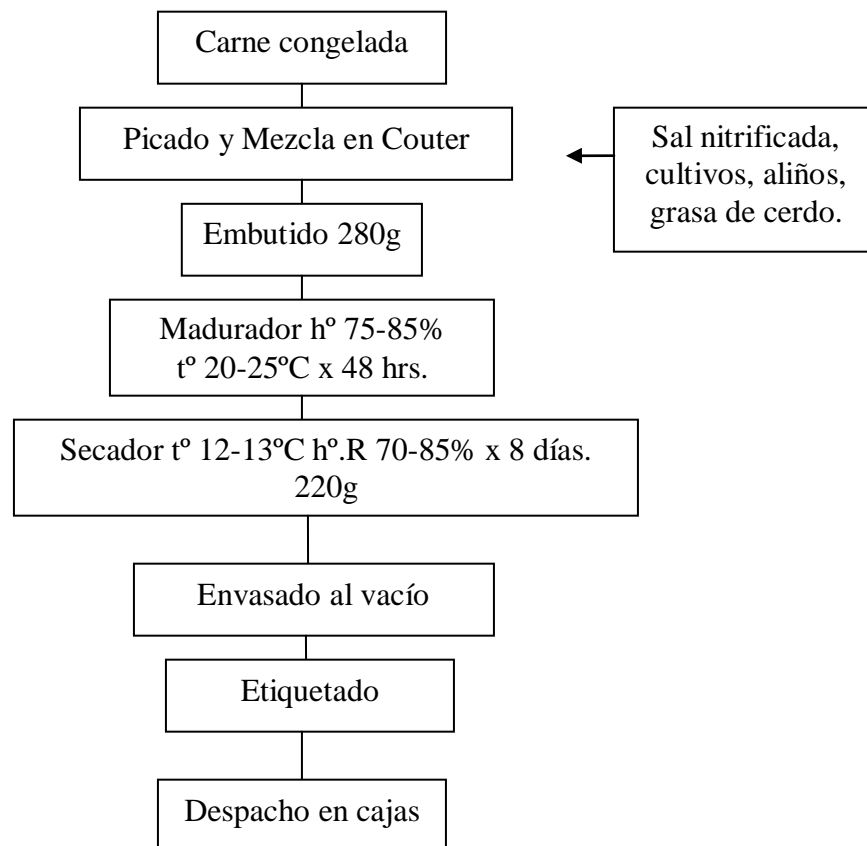 Carne congelada
Picado y Mezcla en Couter
Sal nitrificada,
cultivos, aliños,
grasa de cerdo.
Embutido 280g
Madurador hº 75-85%
tº 20-25ºC x 48 hrs.
Secador tº 12-13ºC hº.R 70-85% x 8 días.
220g
Envasado al vacío
Etiquetado
Despacho en cajas